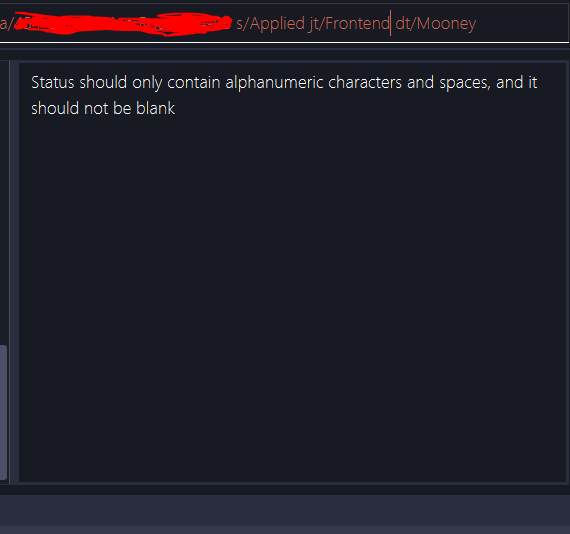 a/ s/Applied jt/Frontend dt/Mooney
Status should only contain alphanumeric characters and spaces, and it
should not be blank